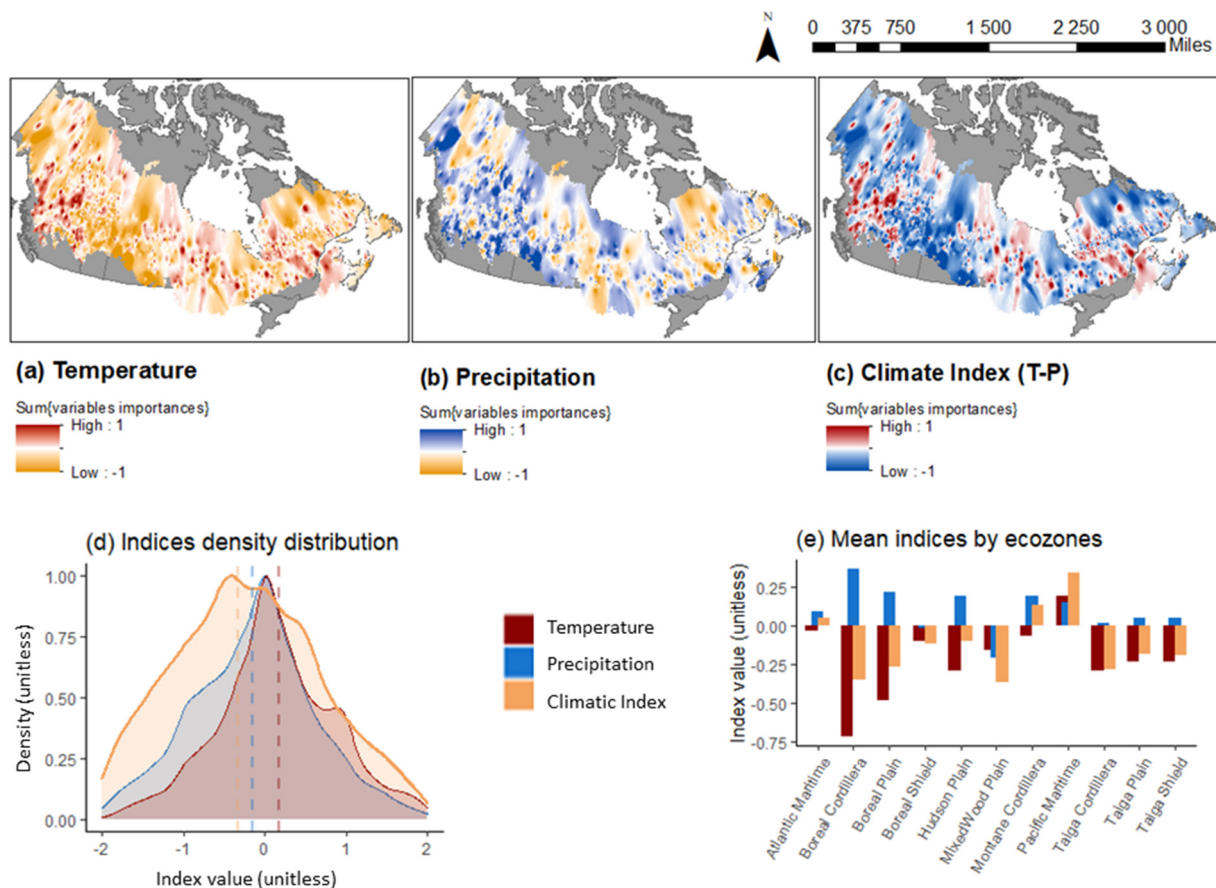 N
0 375 750 1 500 2 250 3 000
Miles
(a) Temperature
Sum{variables importances}
High : 1
Low : -1
(b) Precipitation
Sum{variables importances}
High : 1
Low : -1
(c) Climate Index (T-P)
Sum{variables importances}
High : 1
Low : -1
(d) Indices density distribution
Density (unitless)
1.00
0.75
0.50
0.25
0.00
-2 -1 0 1 2
Index value (unitless)
Temperature
Precipitation
Climatic Index
(e) Mean indices by ecozones
Index value (unitless)
0.25
0.00
-0.25
-0.50
-0.75
Atlantic Maritime
Boreal Cordillera
Boreal Plain
Boreal Shield
Hudson Plain
MixedWood Plain
Montane Cordillera
Pacific Maritime
Taiga Cordillera
Taiga Plain
Taiga Shield